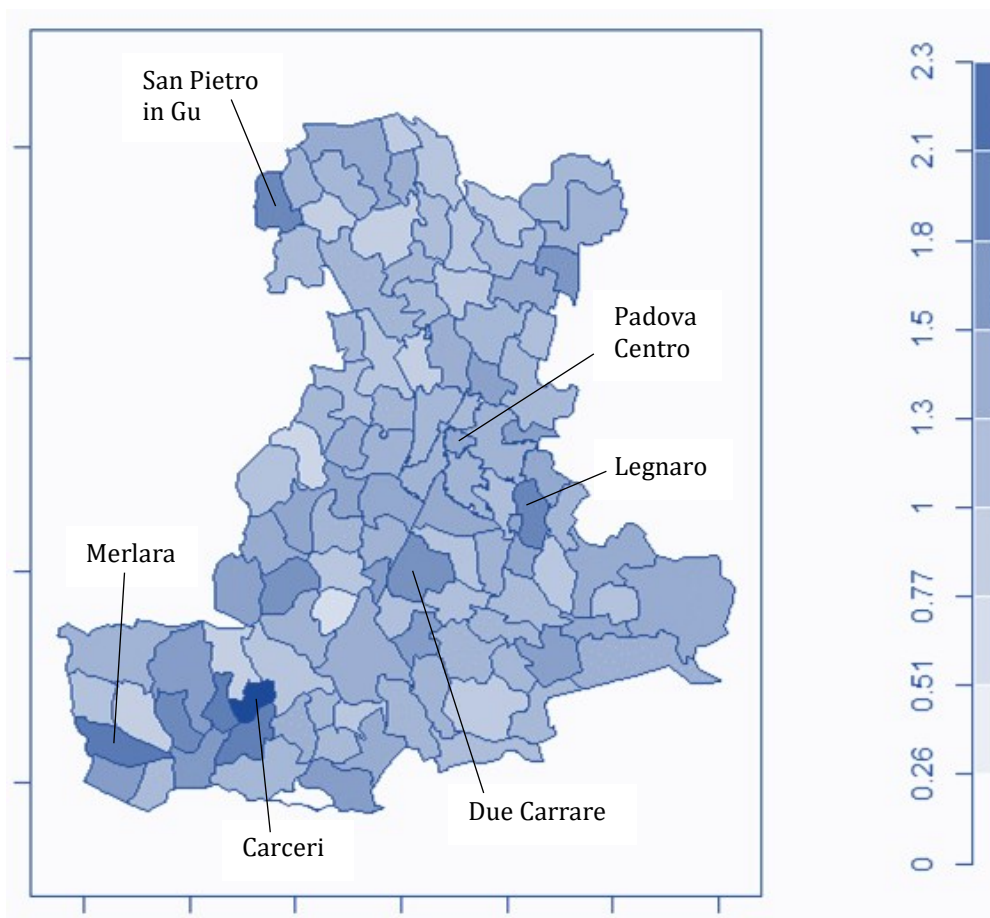 San Pietro
in Gu
Padova
Centro
Legnaro
Merlara
Due Carrare
Carceri
2.3
2.1
1.8
1.5
1.3
1
0.77
0.51
0.26
0